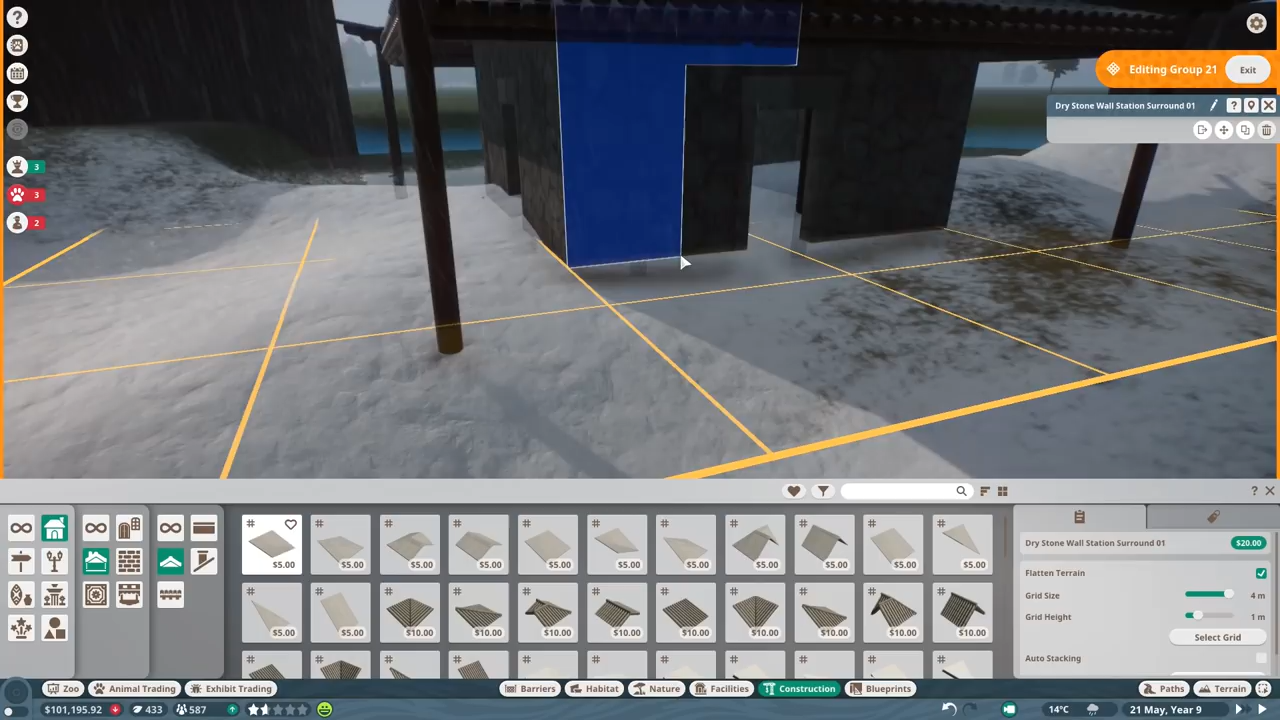 ?
Editing Group 21
Exit
Dry Stone Wall Station Surround 01
?
3
3
2
? ×
$5.00 $5.00 $5.00 $5.00 $5.00 $5.00 $5.00 $5.00 $5.00 $5.00 $5.00
$5.00 $5.00 $10.00 $10.00 $10.00 $10.00 $10.00 $10.00 $10.00 $10.00 $10.00
Dry Stone Wall Station Surround 01 $20.00
Flatten Terrain
Grid Size 4 m
Grid Height 1 m
Select Grid
Auto Stacking
Zoo Animal Trading Exhibit Trading Barriers Habitat Nature Facilities Construction Blueprints Paths Terrain
$101,195.92 433 587 14°C 21 May, Year 9